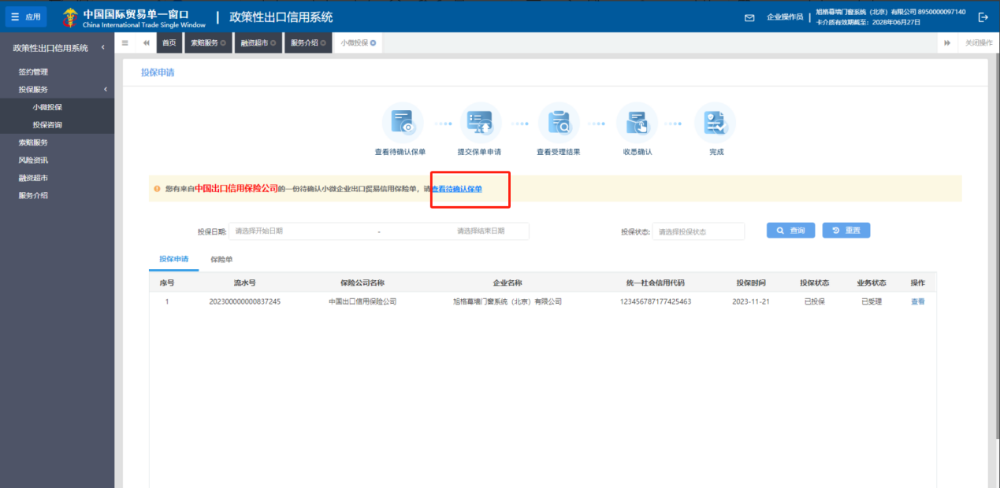 应用
中国国际贸易单一窗口
China International Trade Single Window
政策性出口信用系统
企业操作员
旭格幕墙门窗系统（北京）有限公司 8950000097140
卡介质有效期截至：2028年06月27日
政策性出口信用系统
首页
索赔服务
融资超市
服务介绍
小微投保
关闭操作
签约管理
投保服务
小微投保
投保咨询
索赔服务
风险资讯
融资超市
服务介绍
投保申请
查看待确认保单
提交保单申请
查看受理结果
收悉确认
完成
您有来自中国出口信用保险公司的一份待确认小微企业出口贸易信用保险单，请查看待确认保单
投保日期: 请选择开始日期 - 请选择结束日期 投保状态: 请选择投保状态 查询 重置
投保申请 保险单
序号 流水号 保险公司名称 企业名称 统一社会信用代码 投保时间 投保状态 业务状态 操作
1 202300000000837245 中国出口信用保险公司 旭格幕墙门窗系统（北京）有限公司 123456787177425463 2023-11-21 已投保 已受理 查看